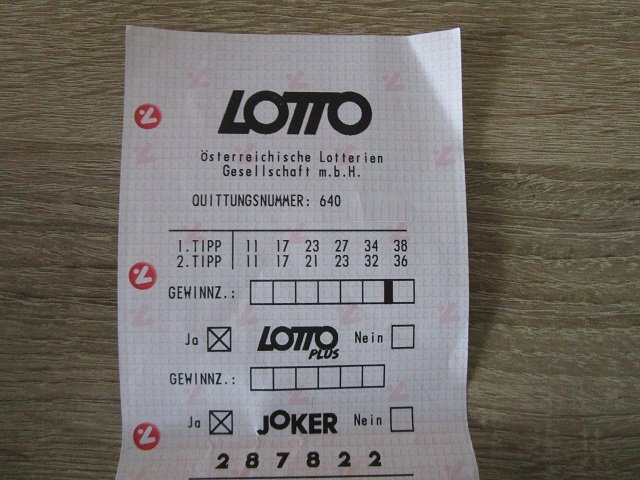 LOTTO
Österreichische Lotterien
Gesellschaft m.b.H.
QUITTUNGSNUMMER: 640
1.TIPP 11 17 23 27 34 38
2.TIPP 11 17 21 23 32 36
GEWINNZ.:
Ja LOTTO PLUS Nein
GEWINNZ.:
Ja JOKER Nein
2 8 7 8 2 2